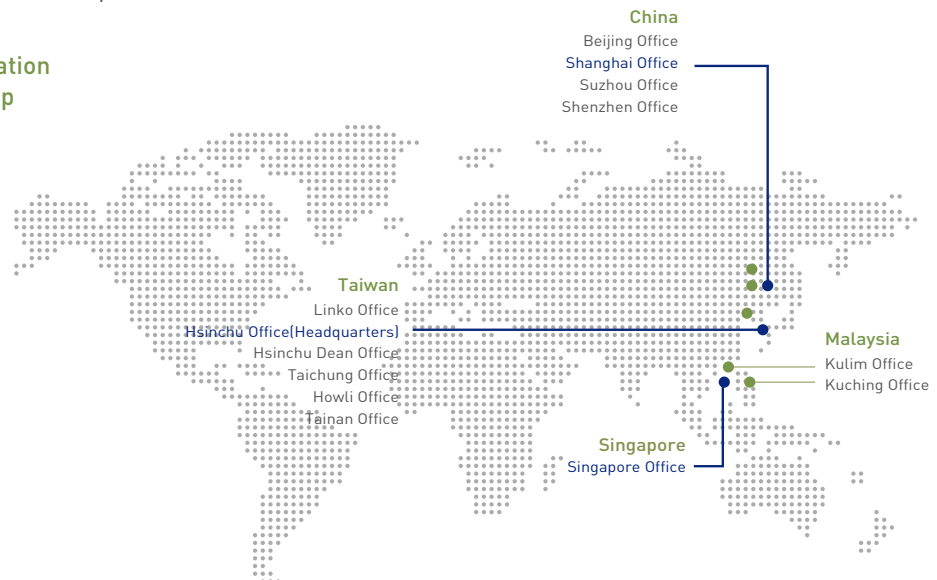 ation
p
China
Beijing Office
Shanghai Office
Suzhou Office
Shenzhen Office
Taiwan
Linko Office
Hsinchu Office(Headquarters)
Hsinchu Dean Office
Taichung Office
Howli Office
Tainan Office
Malaysia
Kulim Office
Kuching Office
Singapore
Singapore Office